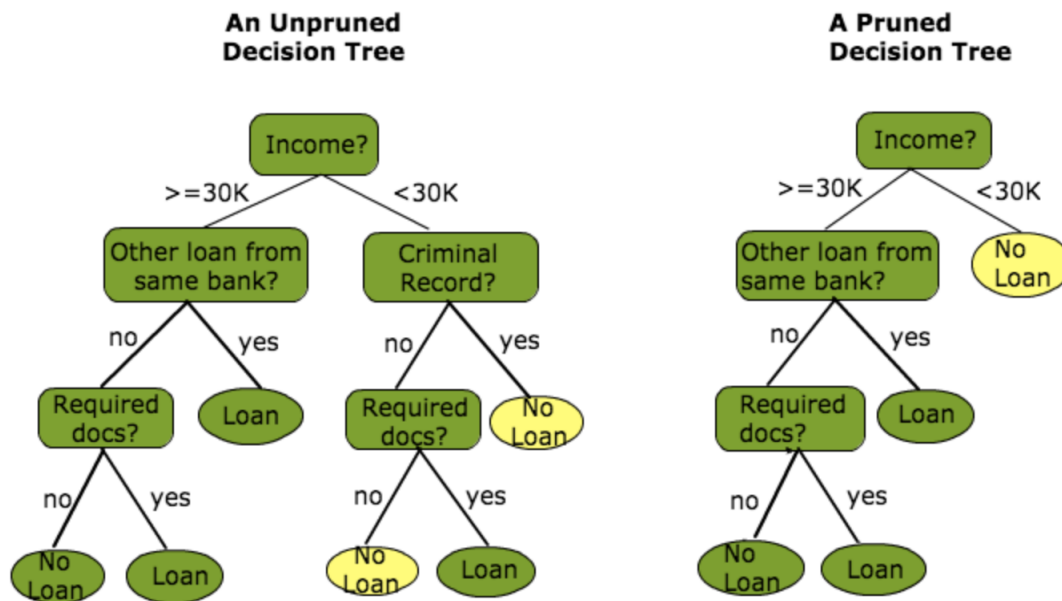 An Unpruned
Decision Tree
A Pruned
Decision Tree
Income?
>=30K
<30K
Other loan from
same bank?
Criminal
Record?
no
yes
no
yes
Required
docs?
Loan
Required
docs?
No
Loan
no
yes
no
yes
No
Loan
Loan
No
Loan
Loan
Income?
>=30K
<30K
Other loan from
same bank?
No
Loan
no
yes
Required
docs?
Loan
no
yes
No
Loan
Loan